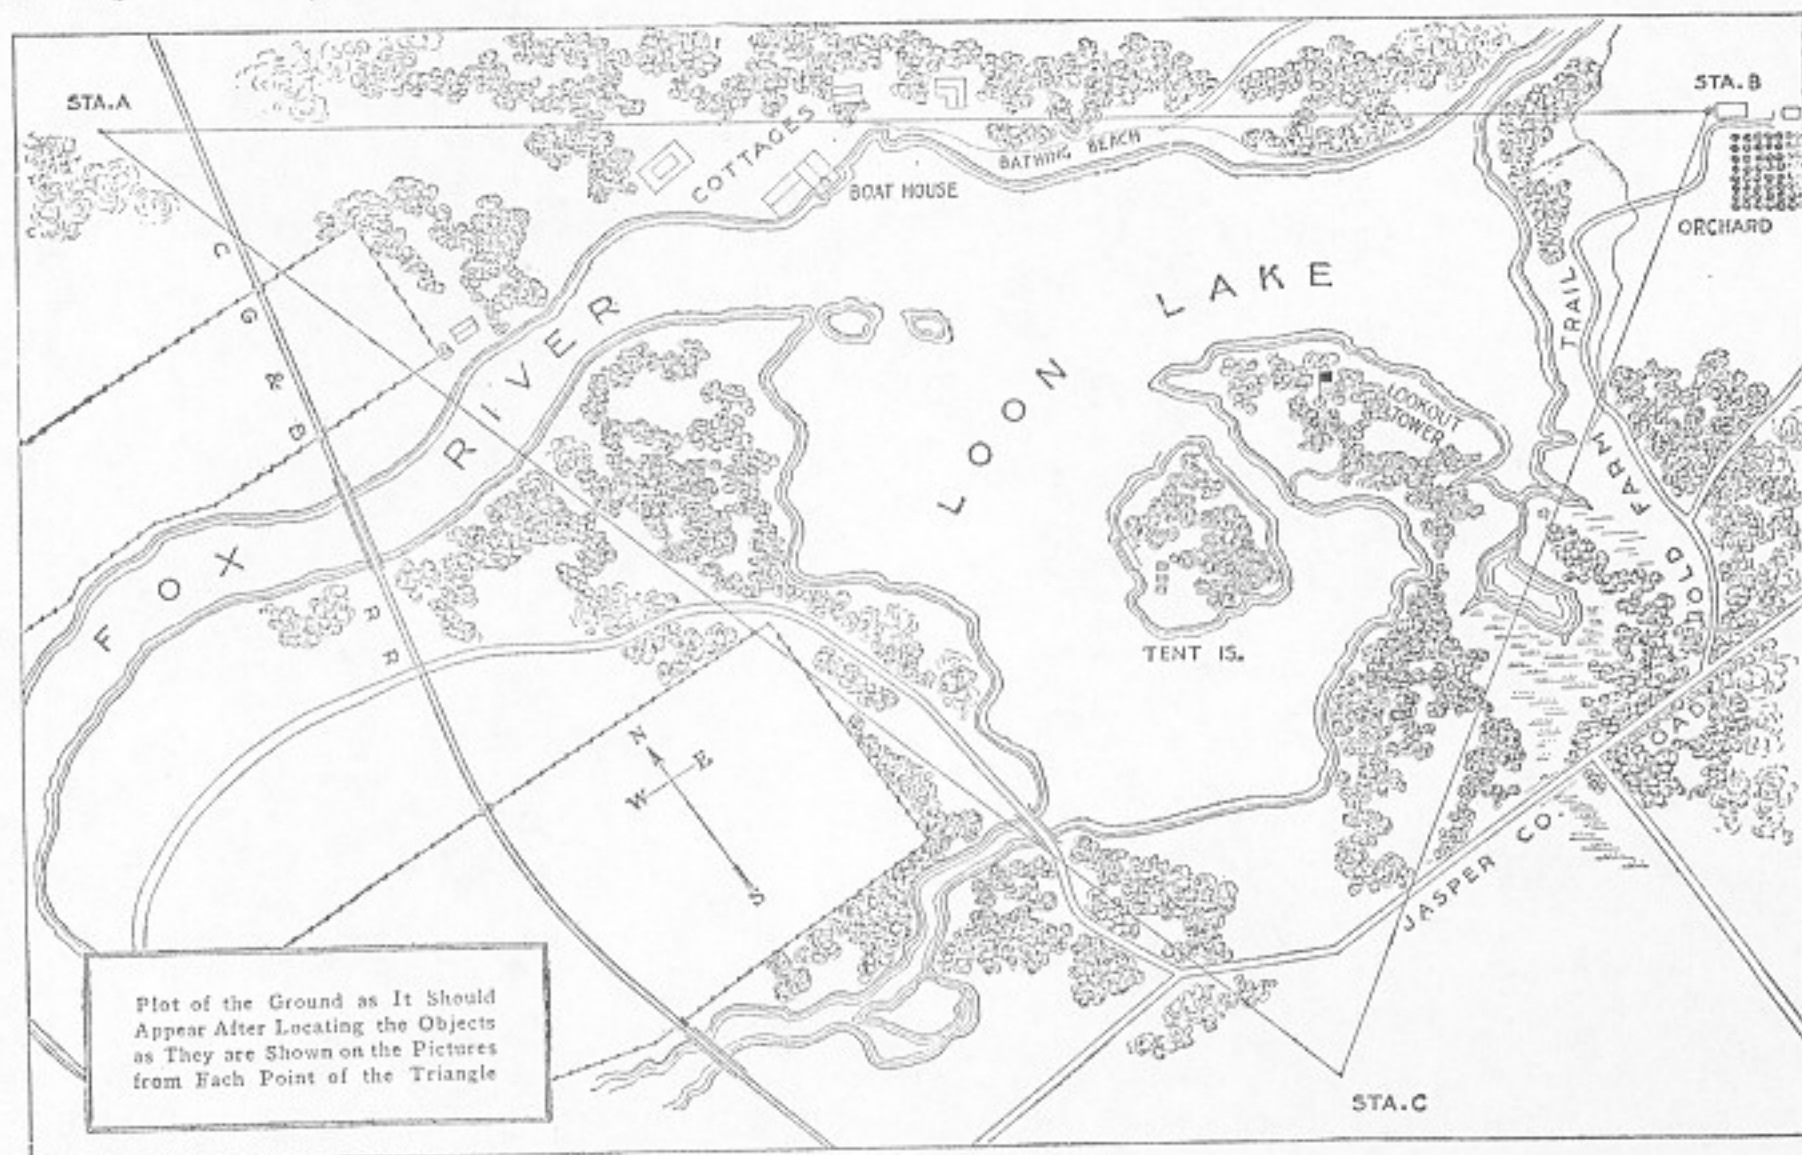 STA. A
STA. B
COTTAGES
BATHING BEACH
BOAT HOUSE
ORCHARD
C G & B R R
FOX RIVER
LOON LAKE
TRAIL
LOOKOUT
TOWER
OLD FARM
TENT IS.
N
E
W
S
JASPER CO. ROAD
STA. C
Plot of the Ground as It Should
Appear After Locating the Objects
as They are Shown on the Pictures
from Each Point of the Triangle